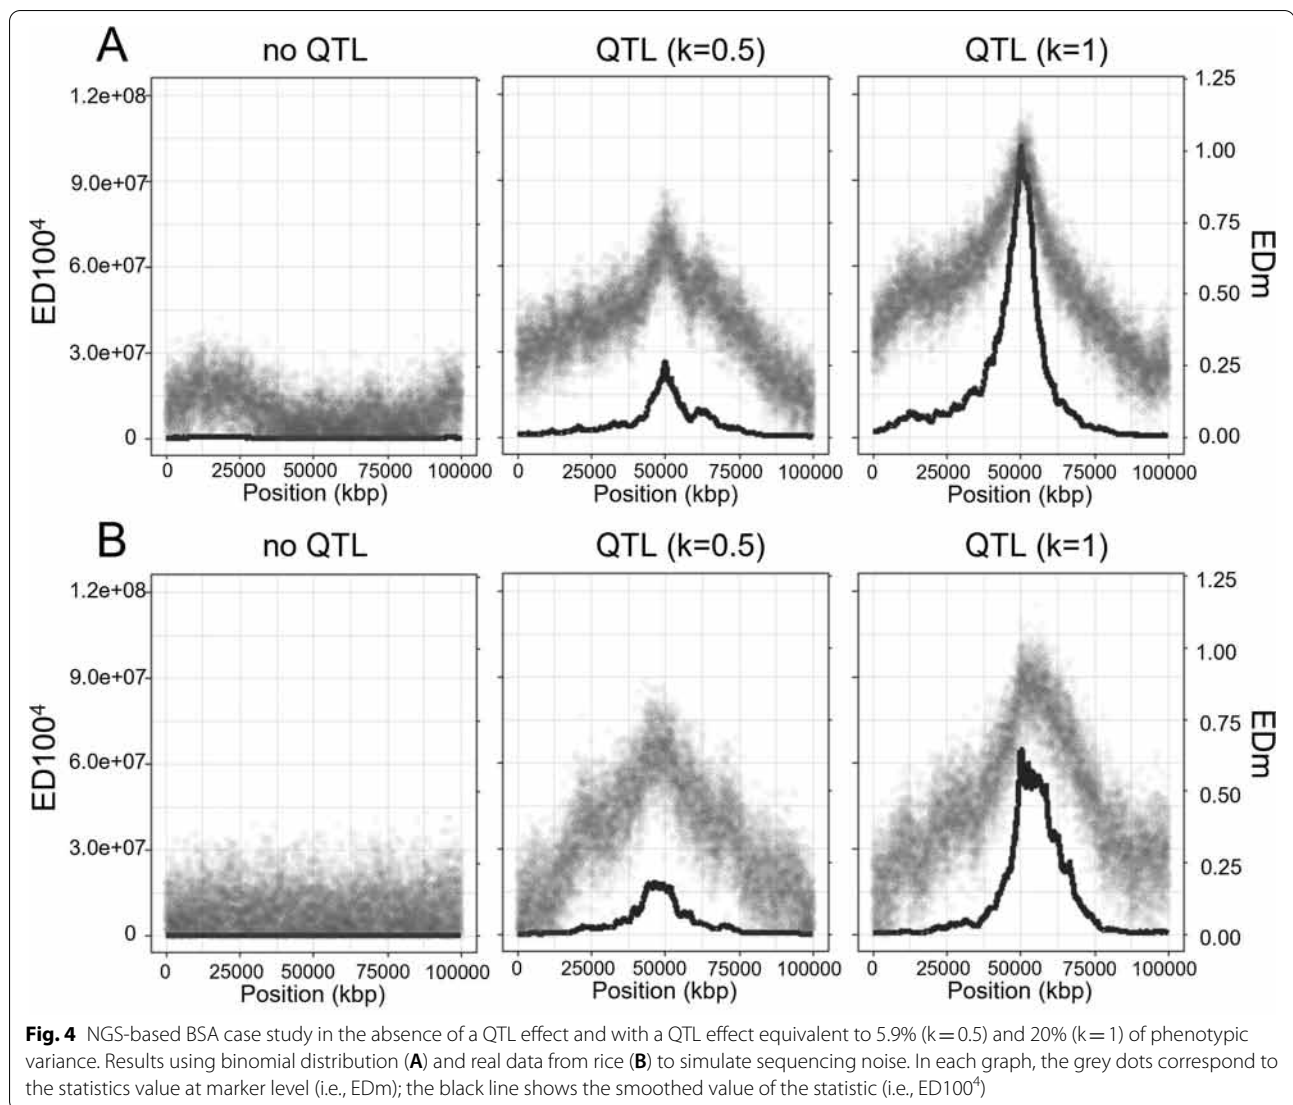 A
no QTL
QTL (k=0.5)
QTL (k=1)
ED100⁴
1.2e+08
9.0e+07
6.0e+07
3.0e+07
0
1.25
1.00
0.75
0.50
0.25
0.00
EDm
0 25000 50000 75000 100000
0 25000 50000 75000 100000
0 25000 50000 75000 100000
Position (kbp)
Position (kbp)
Position (kbp)
B
no QTL
QTL (k=0.5)
QTL (k=1)
ED100⁴
1.2e+08
9.0e+07
6.0e+07
3.0e+07
0
1.25
1.00
0.75
0.50
0.25
0.00
EDm
0 25000 50000 75000 100000
0 25000 50000 75000 100000
0 25000 50000 75000 100000
Position (kbp)
Position (kbp)
Position (kbp)
Fig. 4 NGS-based BSA case study in the absence of a QTL effect and with a QTL effect equivalent to 5.9% (k = 0.5) and 20% (k = 1) of phenotypic
variance. Results using binomial distribution (A) and real data from rice (B) to simulate sequencing noise. In each graph, the grey dots correspond to
the statistics value at marker level (i.e., EDm); the black line shows the smoothed value of the statistic (i.e., ED100⁴)